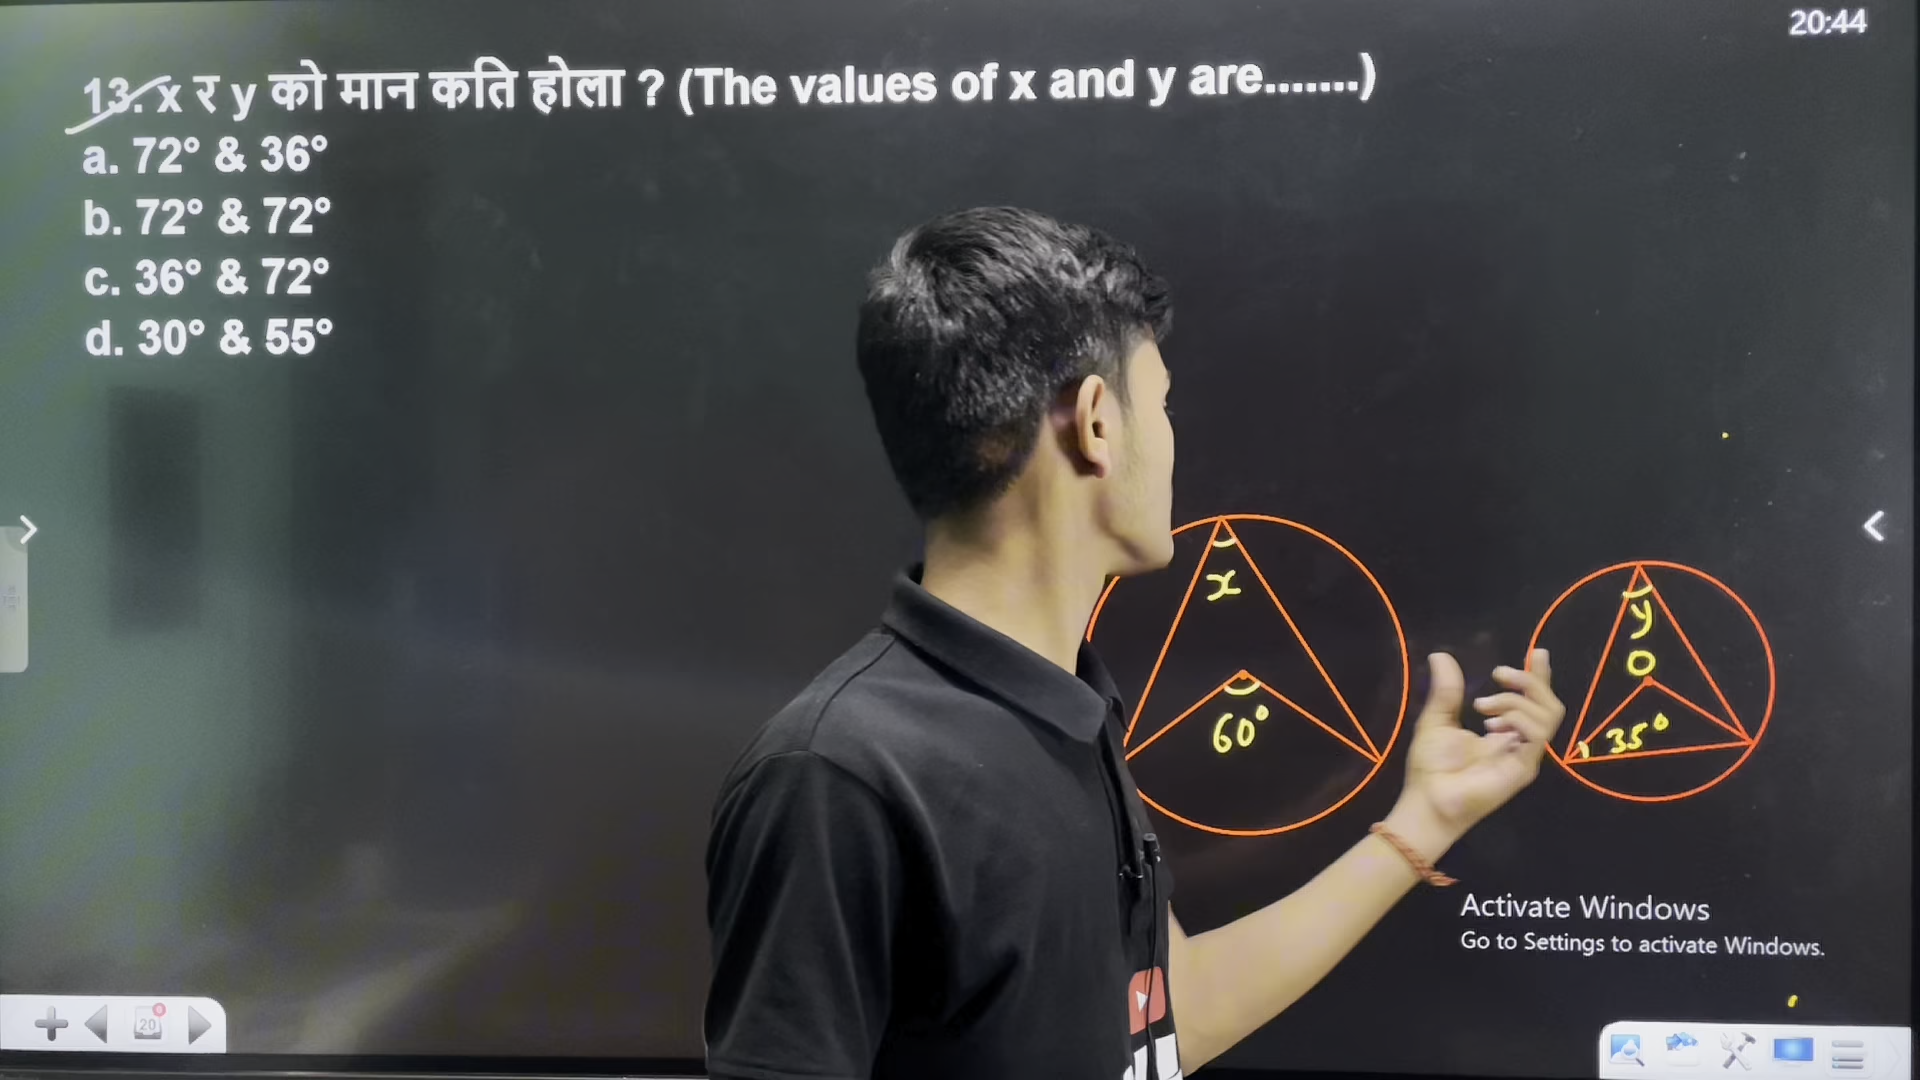 20:44
13. x र y को मान कति होला ? (The values of x and y are.......)
a. 72° & 36°
b. 72° & 72°
c. 36° & 72°
d. 30° & 55°
x
60°
y
O
35°
Activate Windows
Go to Settings to activate Windows.
20